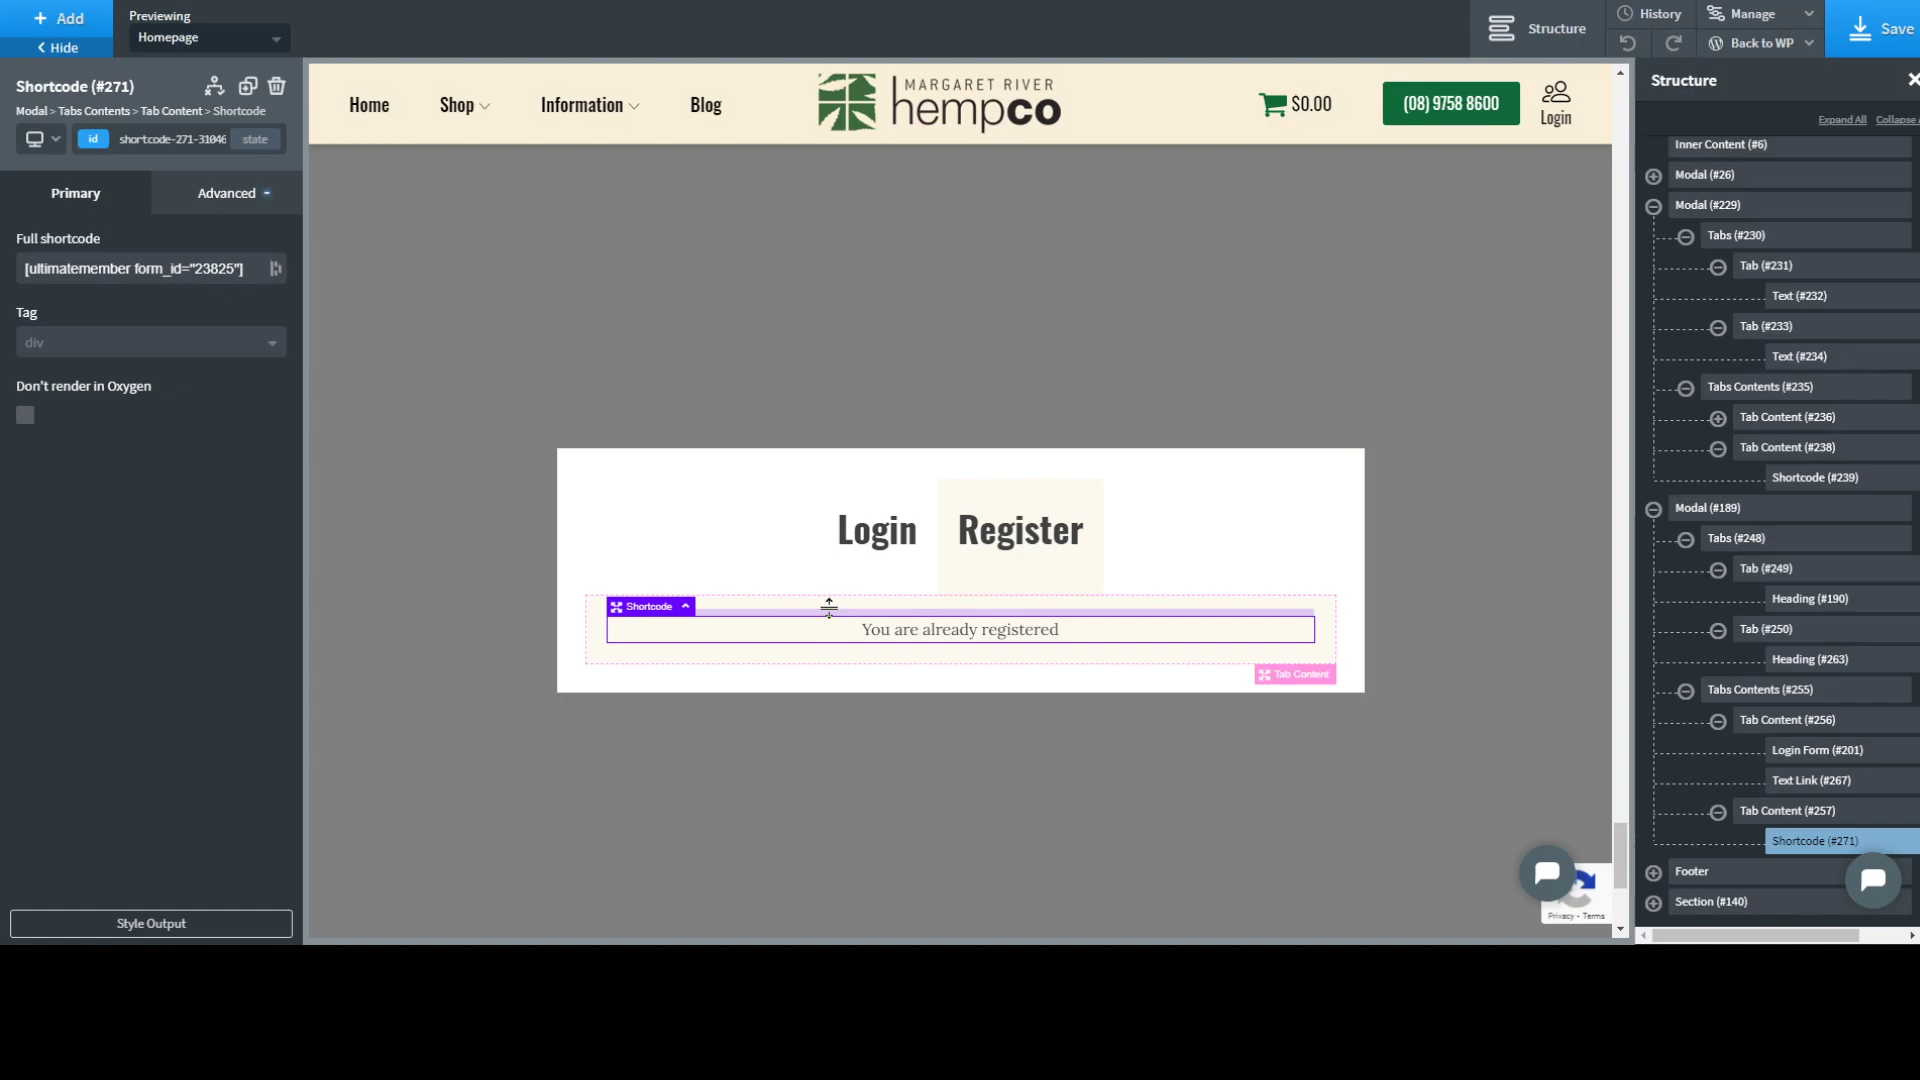 Add
Hide
Previewing
Homepage
Structure
History
Manage
Back to WP
Save
Shortcode (#271)
Modal > Tabs Contents > Tab Content > Shortcode
id
shortcode-271-31046
state
Primary
Advanced
Full shortcode
[ultimatemember form_id="23825"]
Tag
div
Don't render in Oxygen
Style Output
Home
Shop
Information
Blog
MARGARET RIVER
hempco
$0.00
(08) 9758 8600
Login
Login
Register
Shortcode
You are already registered
Tab Content
Privacy - Terms
Structure
Expand All
Collapse
Inner Content (#6)
Modal (#26)
Modal (#229)
Tabs (#230)
Tab (#231)
Text (#232)
Tab (#233)
Text (#234)
Tabs Contents (#235)
Tab Content (#236)
Tab Content (#238)
Shortcode (#239)
Modal (#189)
Tabs (#248)
Tab (#249)
Heading (#190)
Tab (#250)
Heading (#263)
Tabs Contents (#255)
Tab Content (#256)
Login Form (#201)
Text Link (#267)
Tab Content (#257)
Shortcode (#271)
Footer
Section (#140)